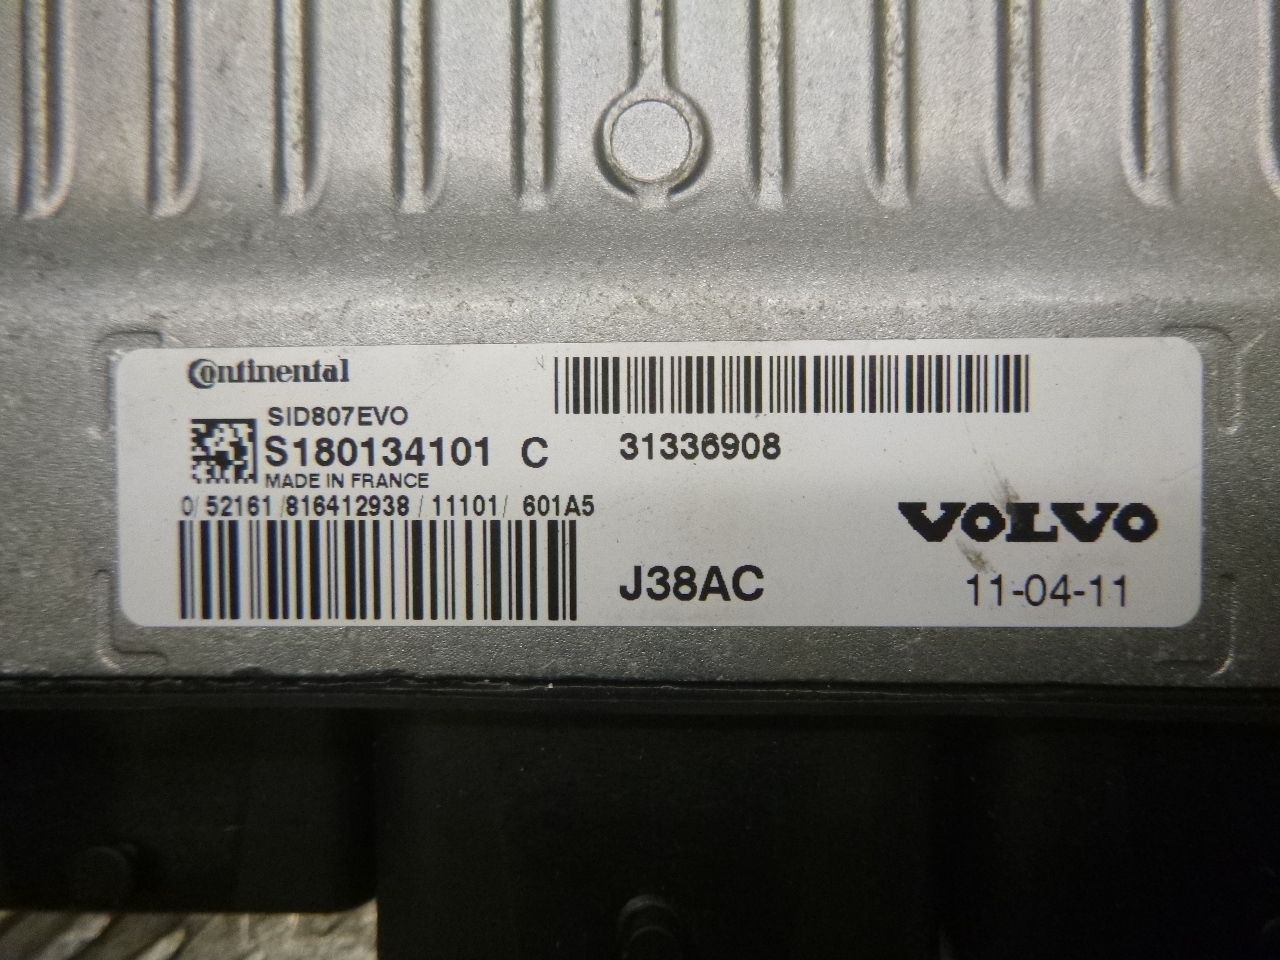 Continental
SID807EVO
S180134101 C
MADE IN FRANCE
0/ 52161 /816412938 / 11101/ 601A5
31336908
J38AC
VOLVO
11-04-11